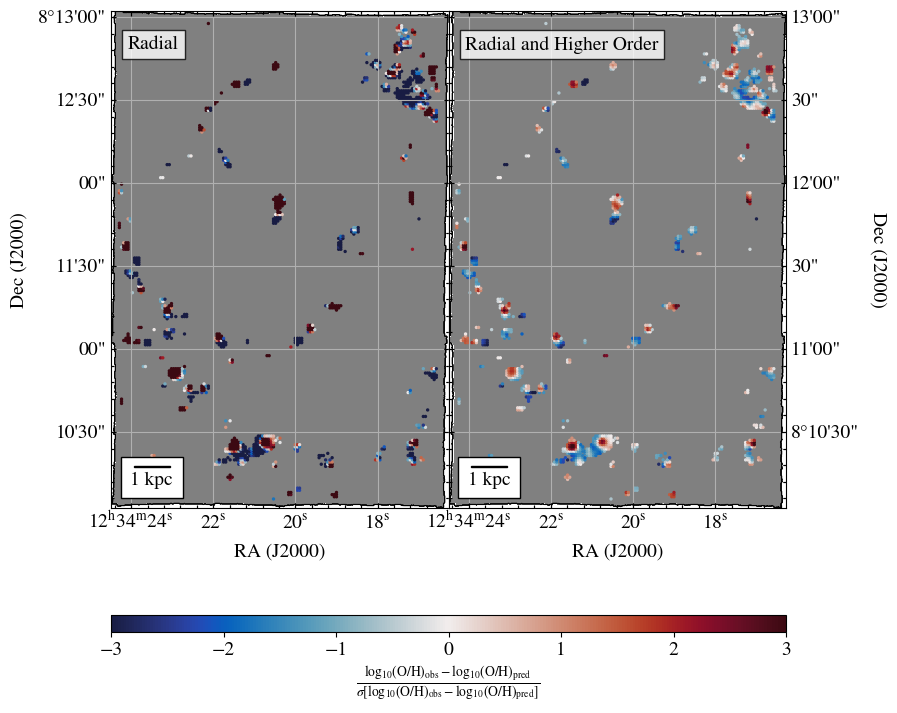 Radial
Radial and Higher Order
8°13'00"
12'30"
00"
11'30"
00"
10'30"
Dec (J2000)
13'00"
30"
12'00"
30"
11'00"
8°10'30"
Dec (J2000)
1 kpc
1 kpc
12ʰ34ᵐ24ˢ
22ˢ
20ˢ
18ˢ
12ʰ34ᵐ24ˢ
22ˢ
20ˢ
18ˢ
RA (J2000)
RA (J2000)
−3
−2
−1
0
1
2
3
log₁₀(O/H)obs − log₁₀(O/H)pred
σ[log₁₀(O/H)obs − log₁₀(O/H)pred]